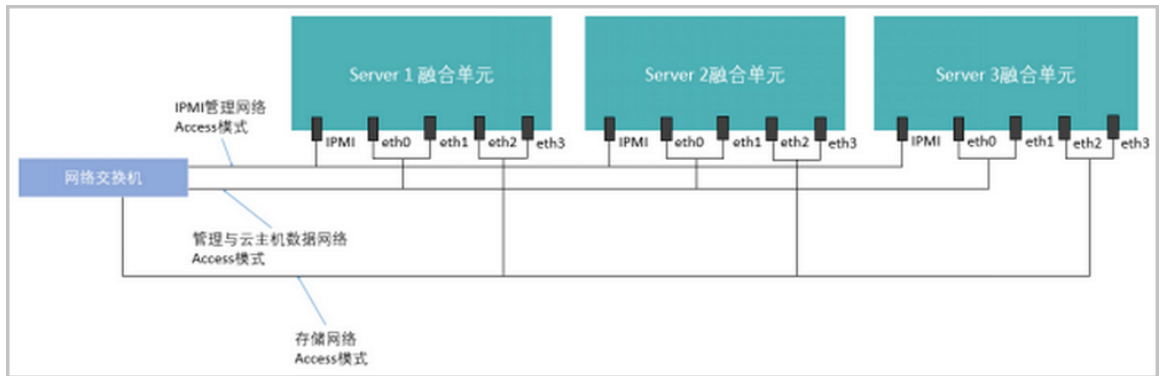 Server 1 融合单元
Server 2融合单元
Server 3融合单元
IPMI管理网络
Access模式
IPMI
eth0
eth1
eth2
eth3
IPMI
eth0
eth1
eth2
eth3
IPMI
eth0
eth1
eth2
eth3
网络交换机
管理与云主机数据网络
Access模式
存储网络
Access模式